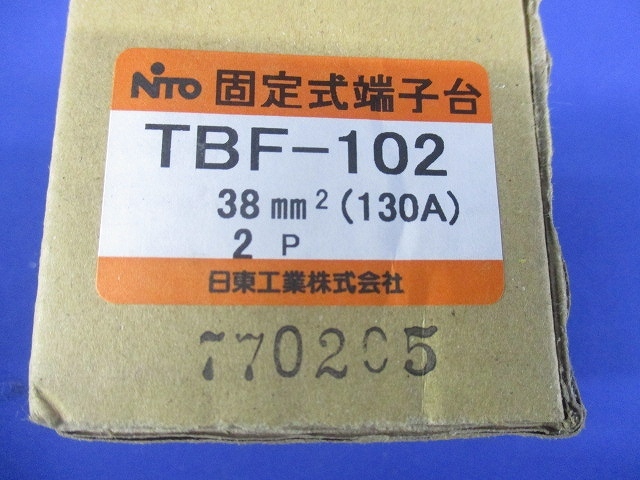 NITO 固定式端子台
TBF-102
38 mm² (130A)
2 P
日東工業株式会社
770205